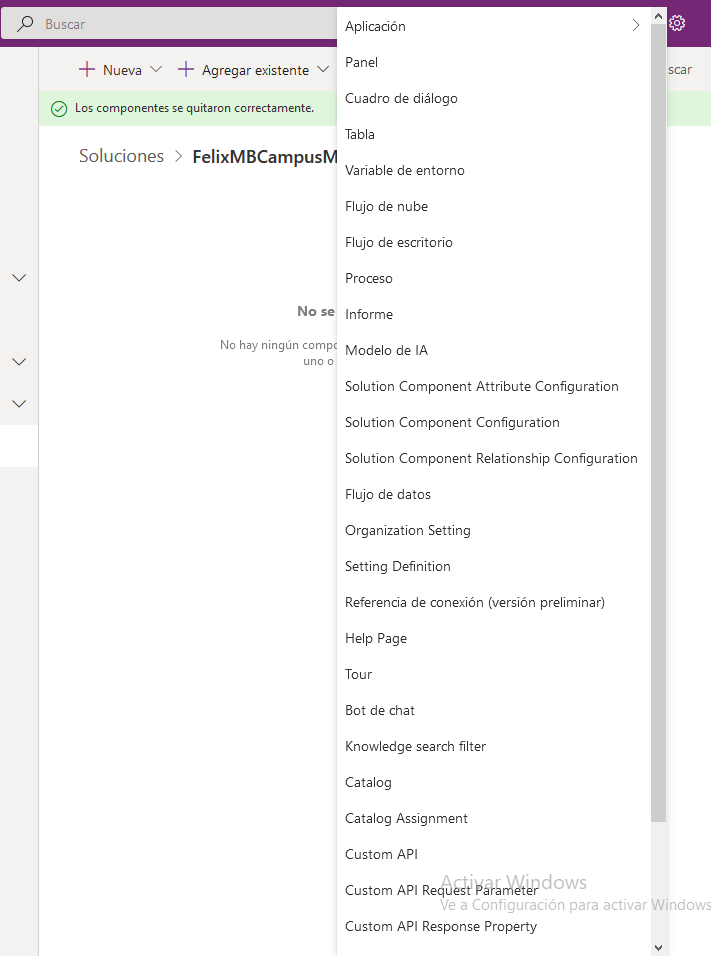 Buscar
Nueva
Agregar existente
scar
Los componentes se quitaron correctamente.
Soluciones > FelixMBCampusM
No se
No hay ningún compo
uno o
Aplicación
Panel
Cuadro de diálogo
Tabla
Variable de entorno
Flujo de nube
Flujo de escritorio
Proceso
Informe
Modelo de IA
Solution Component Attribute Configuration
Solution Component Configuration
Solution Component Relationship Configuration
Flujo de datos
Organization Setting
Setting Definition
Referencia de conexión (versión preliminar)
Help Page
Tour
Bot de chat
Knowledge search filter
Catalog
Catalog Assignment
Custom API
Custom API Request Parameter
Custom API Response Property
Activar Windows
Ve a Configuración para activar Windows